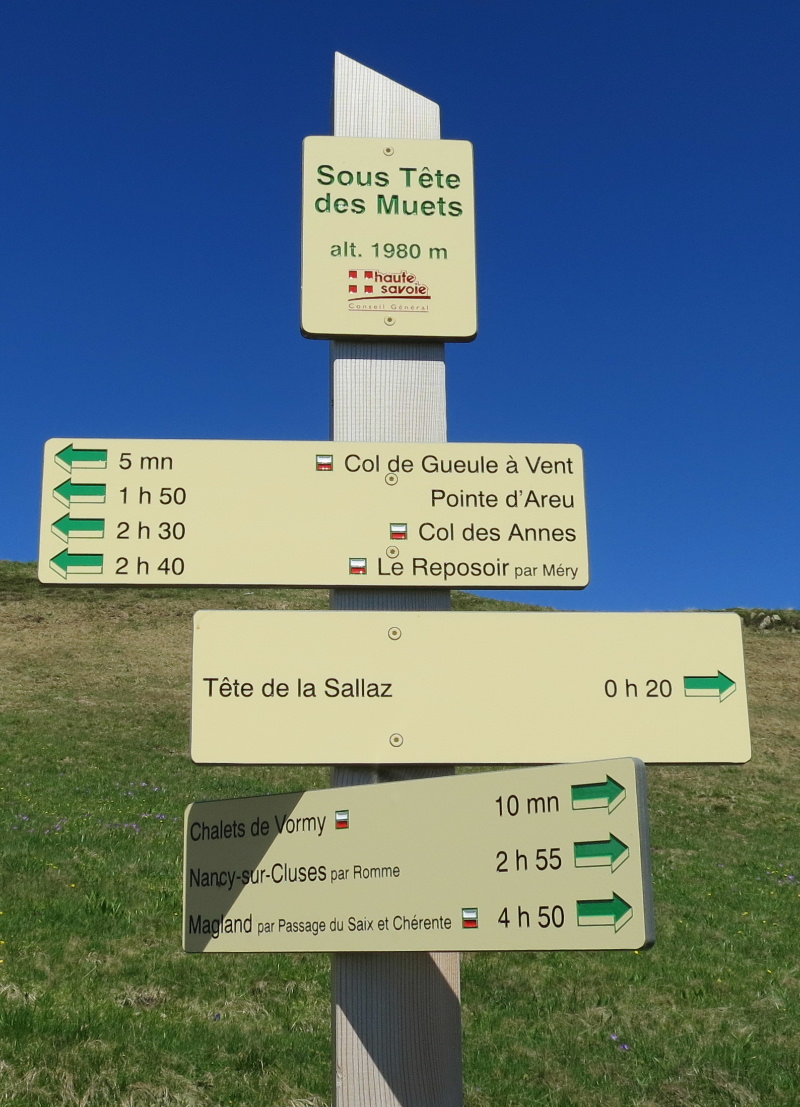 Sous Tête
des Muets
alt. 1980 m
haute
savoie
Conseil Général
5 mn Col de Gueule à Vent
1 h 50 Pointe d'Areu
2 h 30 Col des Annes
2 h 40 Le Reposoir par Méry
Tête de la Sallaz 0 h 20
Chalets de Vormy 10 mn
Nancy-sur-Cluses par Romme 2 h 55
Magland par Passage du Saix et Chérente 4 h 50